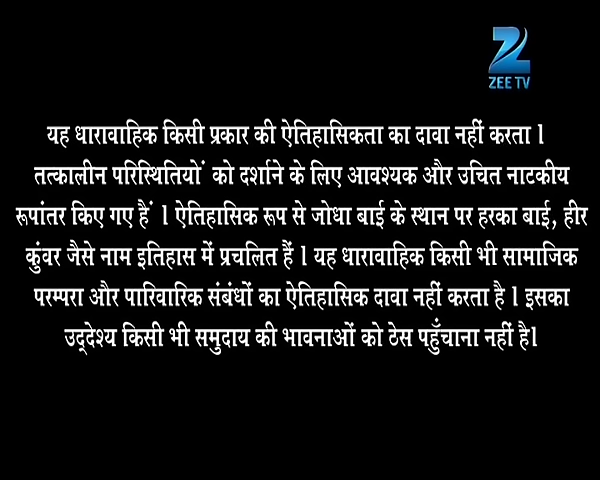 ZEE TV
यह धारावाहिक किसी प्रकार की ऐतिहासिकता का दावा नहीं करता।
तत्कालीन परिस्थितियों को दर्शाने के लिए आवश्यक और उचित नाटकीय
रूपांतर किए गए हैं । ऐतिहासिक रूप से जोधा बाई के स्थान पर हरका बाई, हीर
कुंवर जैसे नाम इतिहास में प्रचलित हैं । यह धारावाहिक किसी भी सामाजिक
परम्परा और पारिवारिक संबंधों का ऐतिहासिक दावा नहीं करता है । इसका
उद्देश्य किसी भी समुदाय की भावनाओं को ठेस पहुँचाना नहीं है।